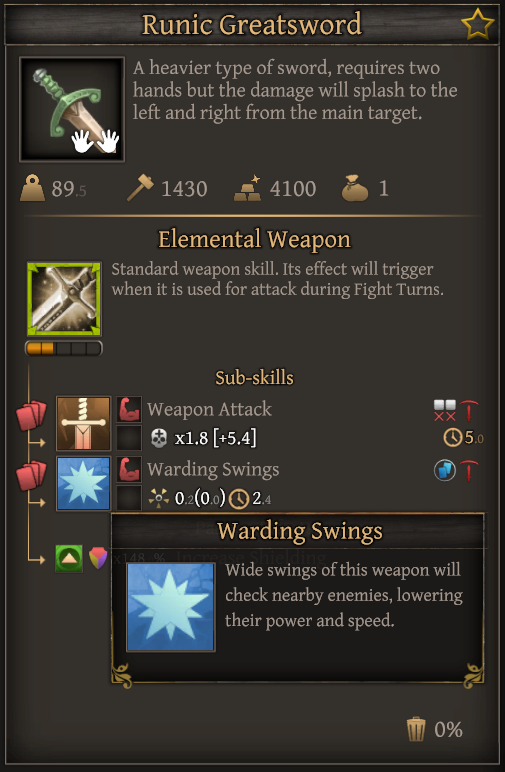 Runic Greatsword
A heavier type of sword, requires two
hands but the damage will splash to the
left and right from the main target.
89.5 1430 4100 1
Elemental Weapon
Standard weapon skill. Its effect will trigger
when it is used for attack during Fight Turns.
Sub-skills
Weapon Attack
x1.8 [+5.4] 5.0
Warding Swings
0.2(0.0) 2.4
x148 % Increase Shielding
Warding Swings
Wide swings of this weapon will
check nearby enemies, lowering
their power and speed.
0%